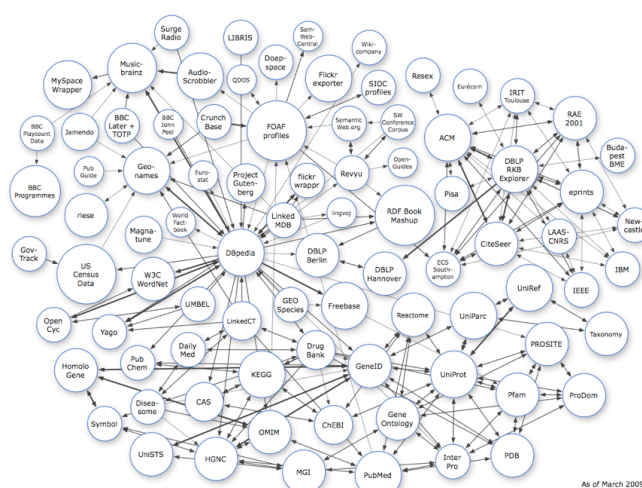 Surge
Radio
LIBRIS
Sem-
Web-
Central
Wiki-
company
Music-
brainz
Doap-
space
Flickr
exporter
MySpace
Wrapper
Audio-
Scrobbler
QDOS
SIOC
profiles
Resex
Eurécom
IRIT
Toulouse
BBC
Playcount
Data
Jamendo
BBC
Later +
TOTP
BBC
John
Peel
Crunch
Base
FOAF
profiles
Semantic
Web.org
SW
Conference
Corpus
ACM
RAE
2001
Buda-
pest
BME
BBC
Programmes
Pub
Guide
Geo-
names
Euro-
stat
Project
Guten-
berg
flickr
wrappr
Revyu
Open-
Guides
Pisa
DBLP
RKB
Explorer
eprints
riese
World
Fact-
book
Linked
MDB
lingvoj
RDF Book
Mashup
New-
castle
Magna-
tune
CiteSeer
LAAS-
CNRS
Gov-
Track
US
Census
Data
W3C
WordNet
DBpedia
DBLP
Berlin
DBLP
Hannover
ECS
South-
ampton
IEEE
IBM
Open
Cyc
Yago
UMBEL
LinkedCT
GEO
Species
Freebase
Reactome
UniParc
UniRef
Taxonomy
Homolo
Gene
Pub
Chem
Daily
Med
KEGG
Drug
Bank
GeneID
UniProt
PROSITE
Symbol
Disea-
some
CAS
OMIM
ChEBI
Gene
Ontology
Pfam
ProDom
UniSTS
HGNC
MGI
PubMed
Inter
Pro
PDB
As of March 2009